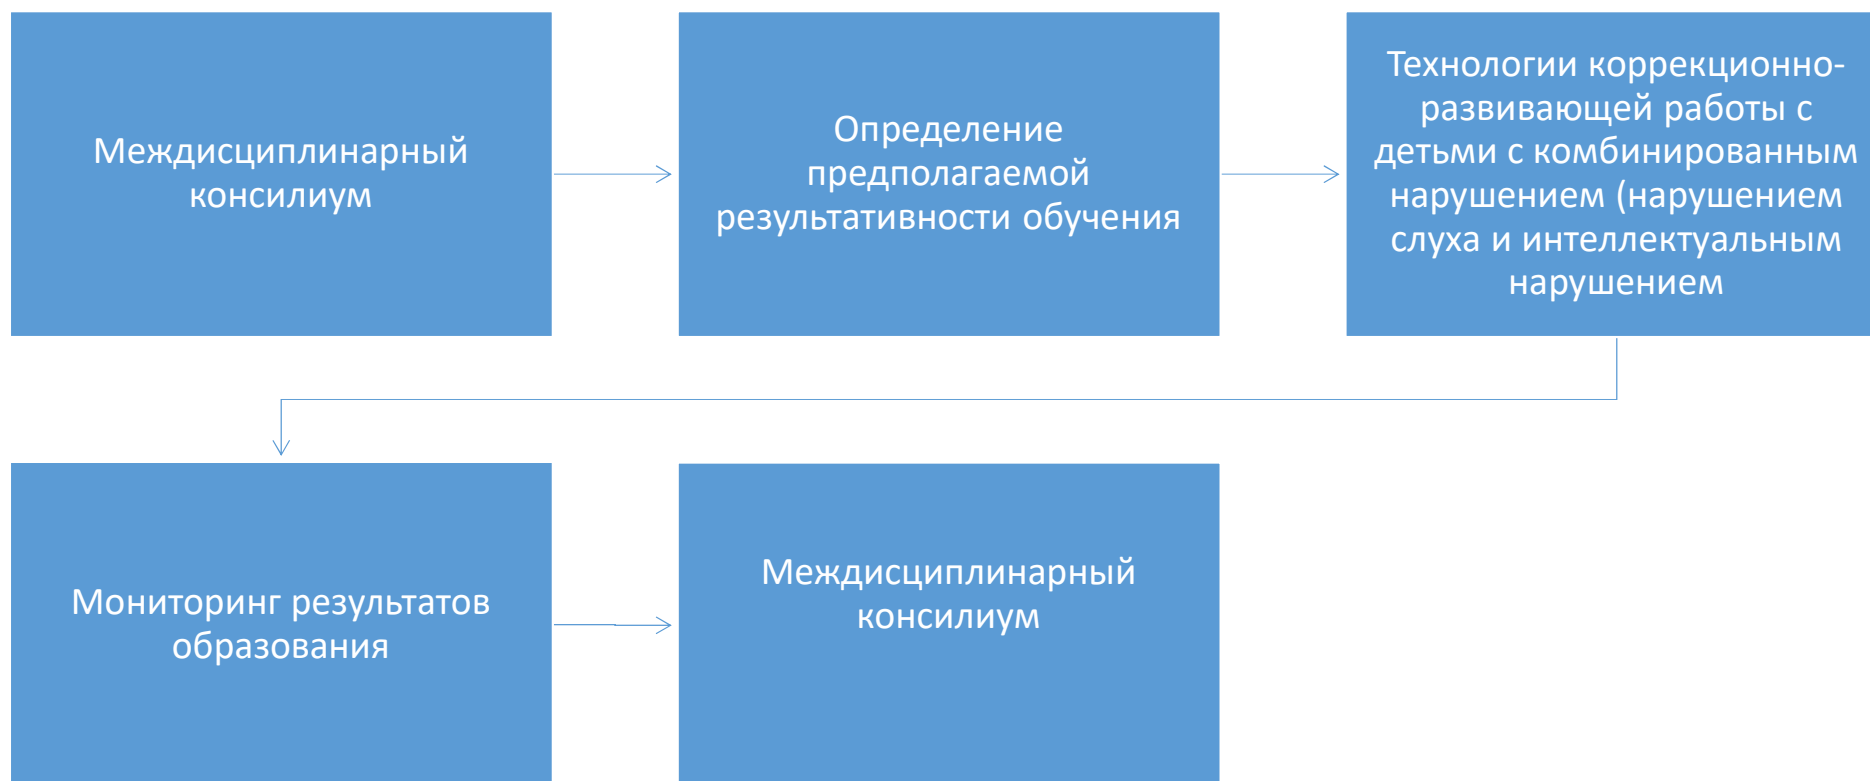 Междисциплинарный
консилиум
Определение
предполагаемой
результативности обучения
Технологии коррекционно-
развивающей работы с
детьми с комбинированным
нарушением (нарушением
слуха и интеллектуальным
нарушением
Мониторинг результатов
образования
Междисциплинарный
консилиум